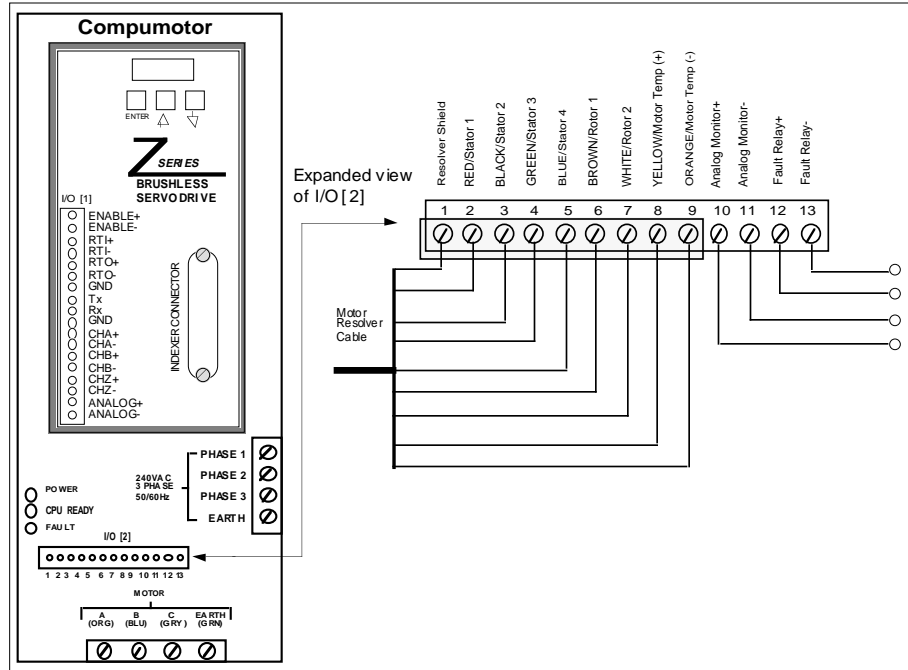 Compumotor
ENTER
Z SERIES
BRUSHLESS
SERVODRIVE
I/O [1]
ENABLE+
ENABLE-
RTI+
RTI-
RTO+
RTO-
GND
Tx
Rx
GND
CHA+
CHA-
CHB+
CHB-
CHZ+
CHZ-
ANALOG+
ANALOG-
INDEXER CONNECTOR
240VAC
3 PHASE
50/60Hz
PHASE 1
PHASE 2
PHASE 3
EARTH
POWER
CPU READY
FAULT
I/O [2]
1 2 3 4 5 6 7 8 9 10 11 12 13
MOTOR
A B C EARTH
(ORG) (BLU) (GRY) (GRN)
Expanded view
of I/O [2]
Resolver Shield
RED/Stator 1
BLACK/Stator 2
GREEN/Stator 3
BLUE/Stator 4
BROWN/Rotor 1
WHITE/Rotor 2
YELLOW/Motor Temp (+)
ORANGE/Motor Temp (-)
Analog Monitor+
Analog Monitor-
Fault Relay+
Fault Relay-
1 2 3 4 5 6 7 8 9 10 11 12 13
Motor
Resolver
Cable